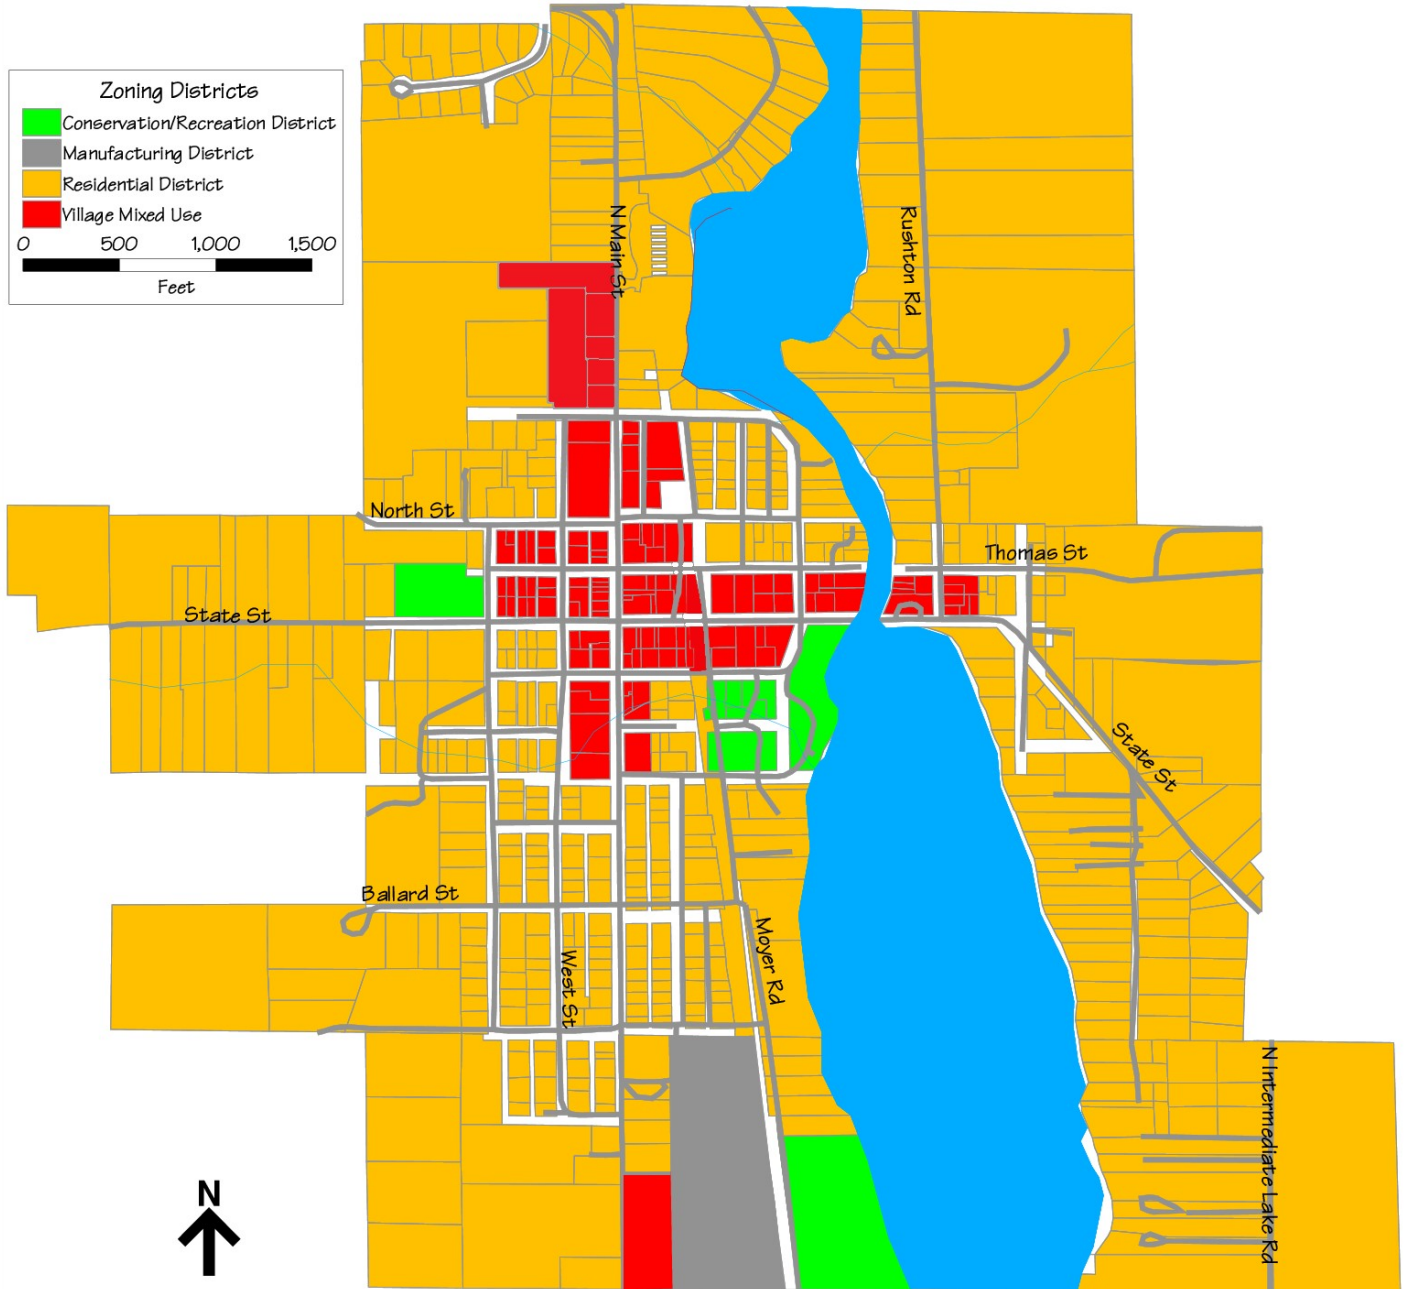 Zoning Districts
Conservation/Recreation District
Manufacturing District
Residential District
Village Mixed Use
0 500 1,000 1,500
Feet
N Main St
Rushton Rd
North St
Thomas St
State St
State St
Ballard St
Moyer Rd
West St
N Intermediate Lake Rd
N